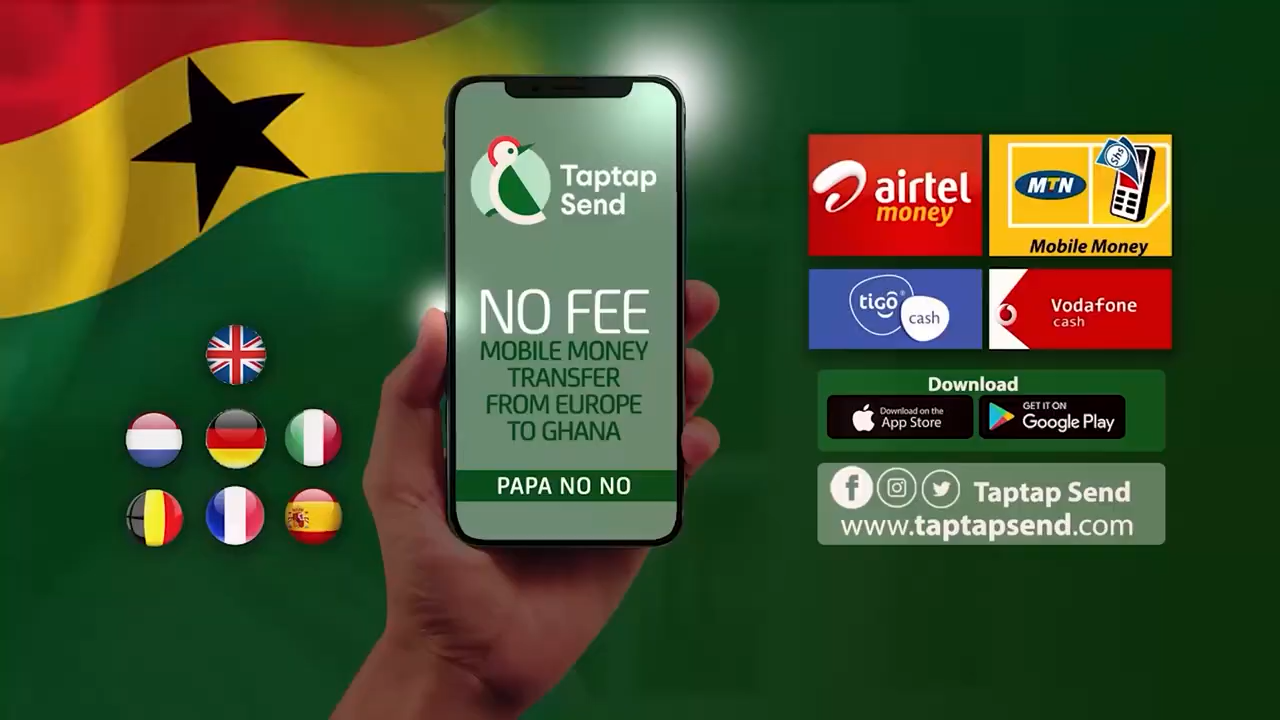 Taptap
Send
NO FEE
MOBILE MONEY
TRANSFER
FROM EUROPE
TO GHANA
PAPA NO NO
airtel
money
MTN
Shs
Mobile Money
tigo
cash
Vodafone
cash
Download
Download on the
App Store
GET IT ON
Google Play
Taptap Send
www.taptapsend.com